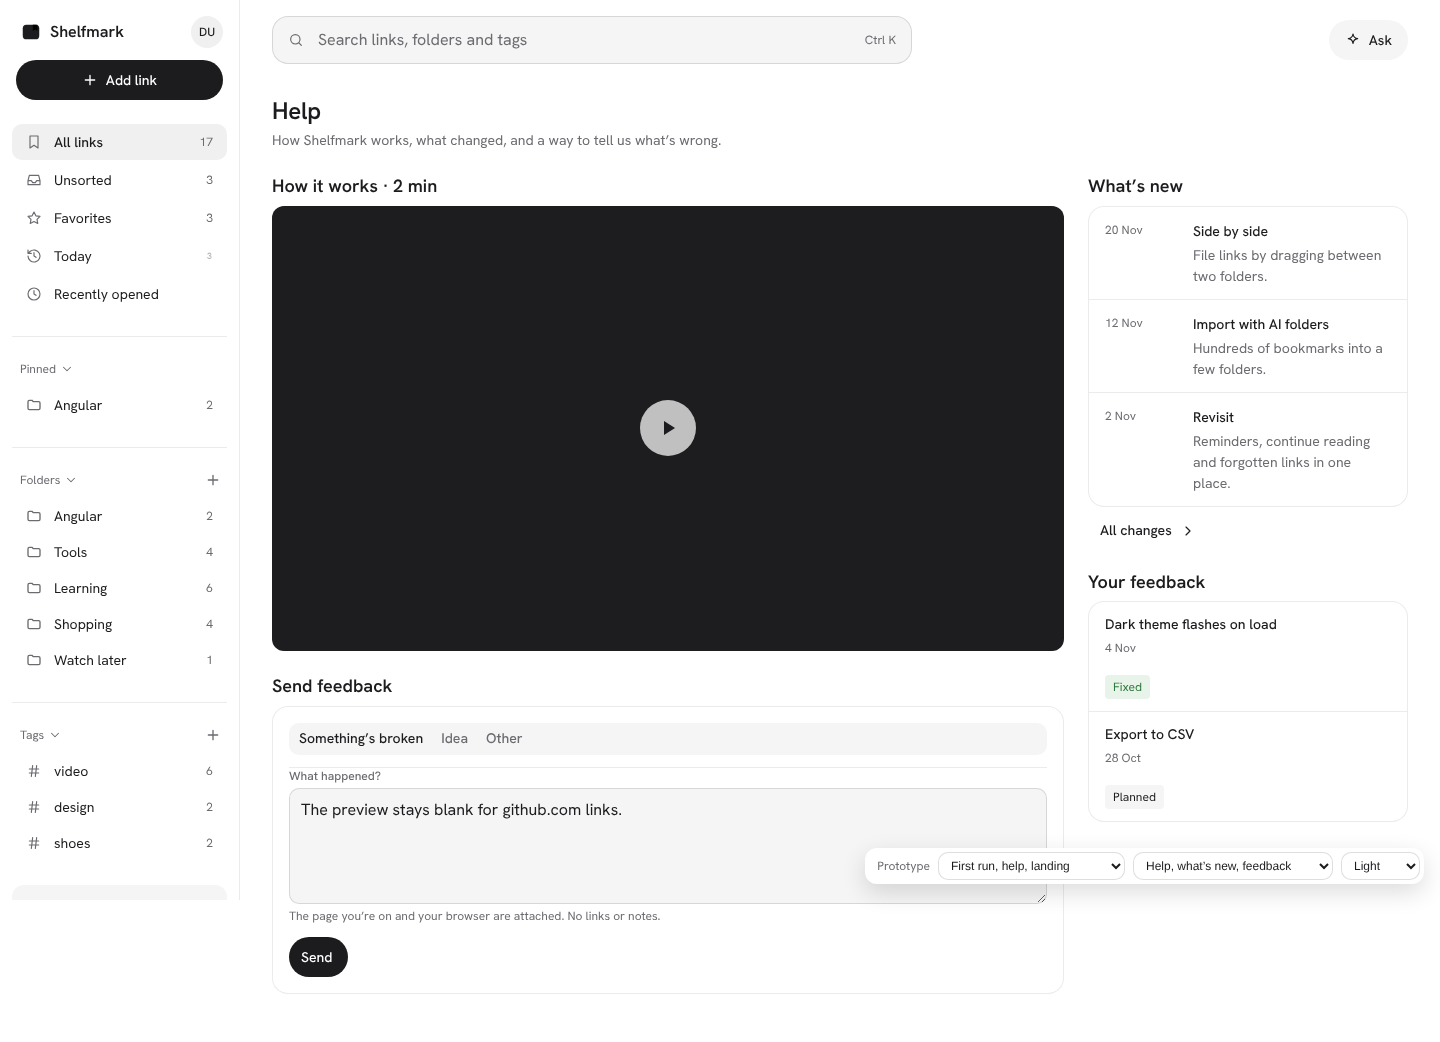 Shelfmark
DU
Add link
All links 17
Unsorted 3
Favorites 3
Today 3
Recently opened
Pinned
Angular 2
Folders
Angular 2
Tools 4
Learning 6
Shopping 4
Watch later 1
Tags
video 6
design 2
shoes 2
Search links, folders and tags Ctrl K
Ask
Help
How Shelfmark works, what changed, and a way to tell us what’s wrong.
How it works · 2 min
Send feedback
Something’s broken Idea Other
What happened?
The preview stays blank for github.com links.
The page you’re on and your browser are attached. No links or notes.
Send
What’s new
20 Nov Side by side
File links by dragging between
two folders.
12 Nov Import with AI folders
Hundreds of bookmarks into a
few folders.
2 Nov Revisit
Reminders, continue reading
and forgotten links in one
place.
All changes
Your feedback
Dark theme flashes on load
4 Nov
Fixed
Export to CSV
28 Oct
Planned
Prototype First run, help, landing Help, what’s new, feedback Light